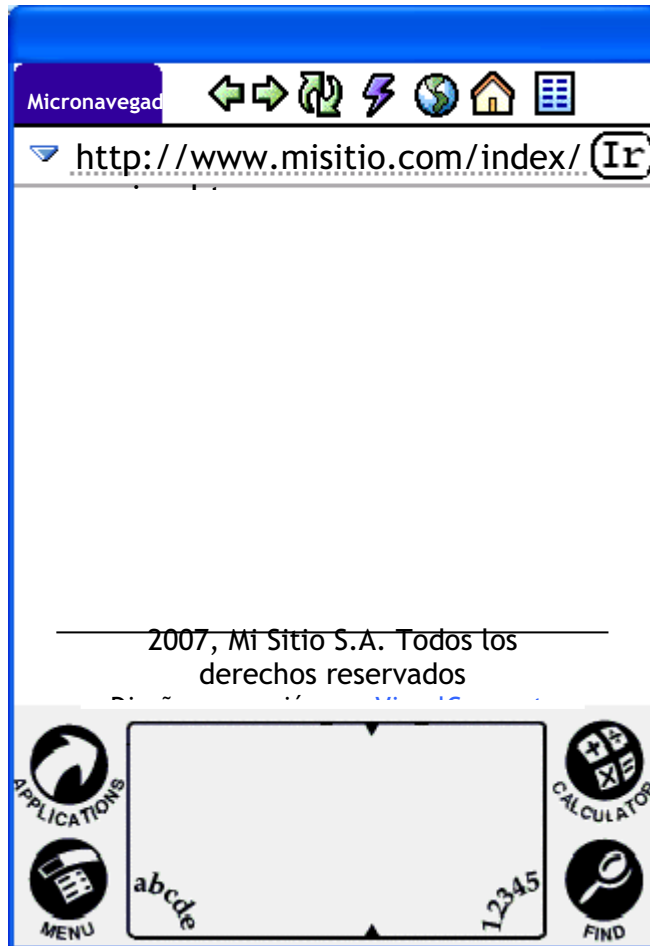 Micronavegad
http://www.misitio.com/index/ Ir
2007, Mi Sitio S.A. Todos los
derechos reservados
APPLICATIONS
CALCULATOR
abcde
12345
MENU
FIND